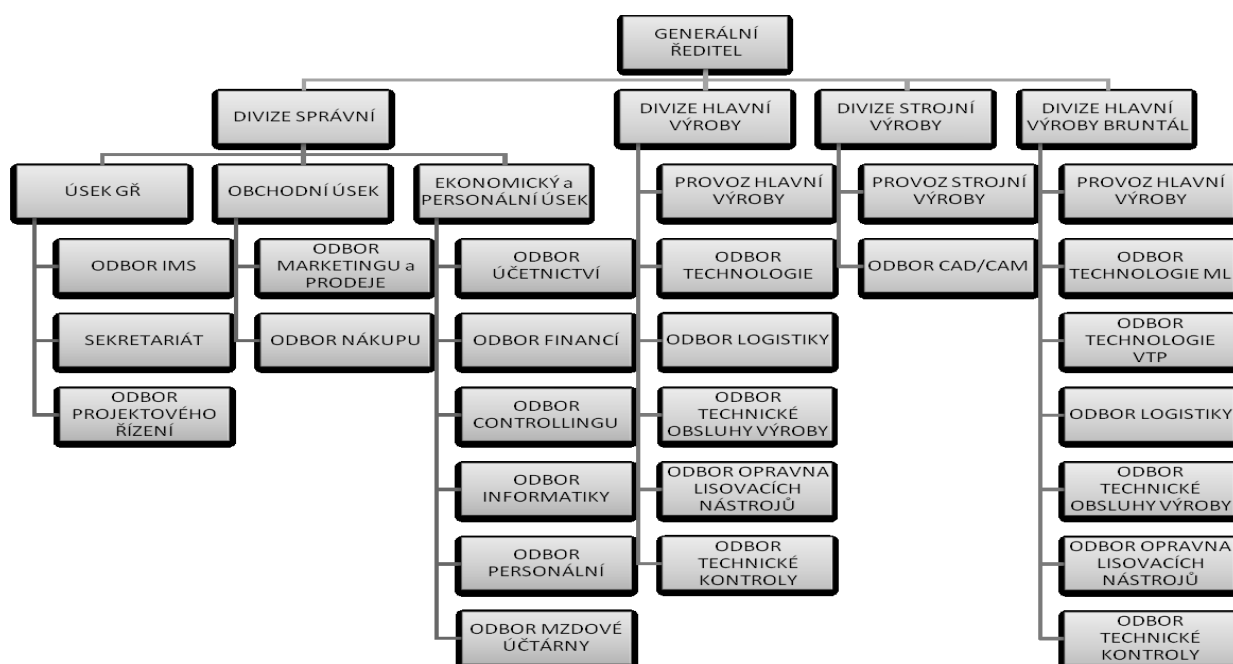 GENERÁLNÍ
ŘEDITEL
DIVIZE SPRÁVNÍ
DIVIZE HLAVNÍ
VÝROBY
DIVIZE STROJNÍ
VÝROBY
DIVIZE HLAVNÍ
VÝROBY BRUNTÁL
ÚSEK GŘ
OBCHODNÍ ÚSEK
EKONOMICKÝ a
PERSONÁLNÍ ÚSEK
PROVOZ HLAVNÍ
VÝROBY
PROVOZ STROJNÍ
VÝROBY
PROVOZ HLAVNÍ
VÝROBY
ODBOR IMS
ODBOR
MARKETINGU a
PRODEJE
ODBOR
ÚČETNICTVÍ
ODBOR
TECHNOLOGIE
ODBOR CAD/CAM
ODBOR
TECHNOLOGIE ML
SEKRETARIÁT
ODBOR NÁKUPU
ODBOR FINANCÍ
ODBOR LOGISTIKY
ODBOR
TECHNOLOGIE
VTP
ODBOR
PROJEKTOVÉHO
ŘÍZENÍ
ODBOR
CONTROLLINGU
ODBOR
TECHNICKÉ
OBSLUHY VÝROBY
ODBOR LOGISTIKY
ODBOR
INFORMATIKY
ODBOR OPRAVNA
LISOVACÍCH
NÁSTROJŮ
ODBOR
TECHNICKÉ
OBSLUHY VÝROBY
ODBOR
PERSONÁLNÍ
ODBOR
TECHNICKÉ
KONTROLY
ODBOR OPRAVNA
LISOVACÍCH
NÁSTROJŮ
ODBOR MZDOVÉ
ÚČTÁRNY
ODBOR
TECHNICKÉ
KONTROLY